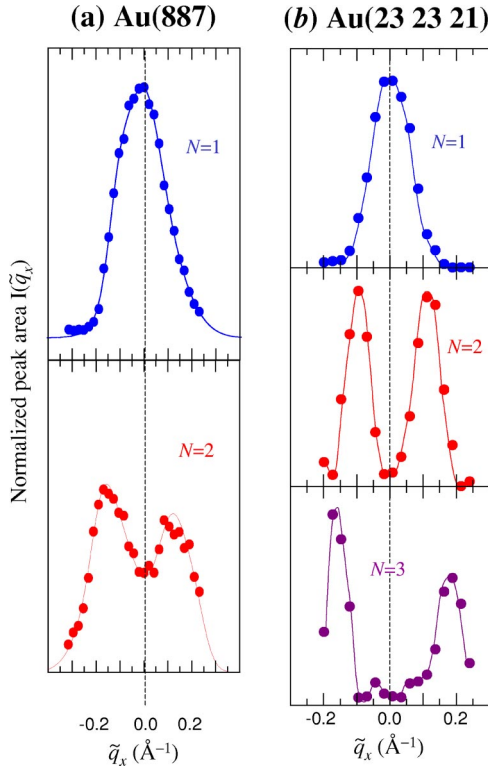 (a) Au(887)
(b) Au(23 23 21)
Normalized peak area I(q̃ₓ)
N=1
N=2
N=1
N=2
N=3
-0.2 0.0 0.2
q̃ₓ (Å⁻¹)
-0.2 0.0 0.2
q̃ₓ (Å⁻¹)